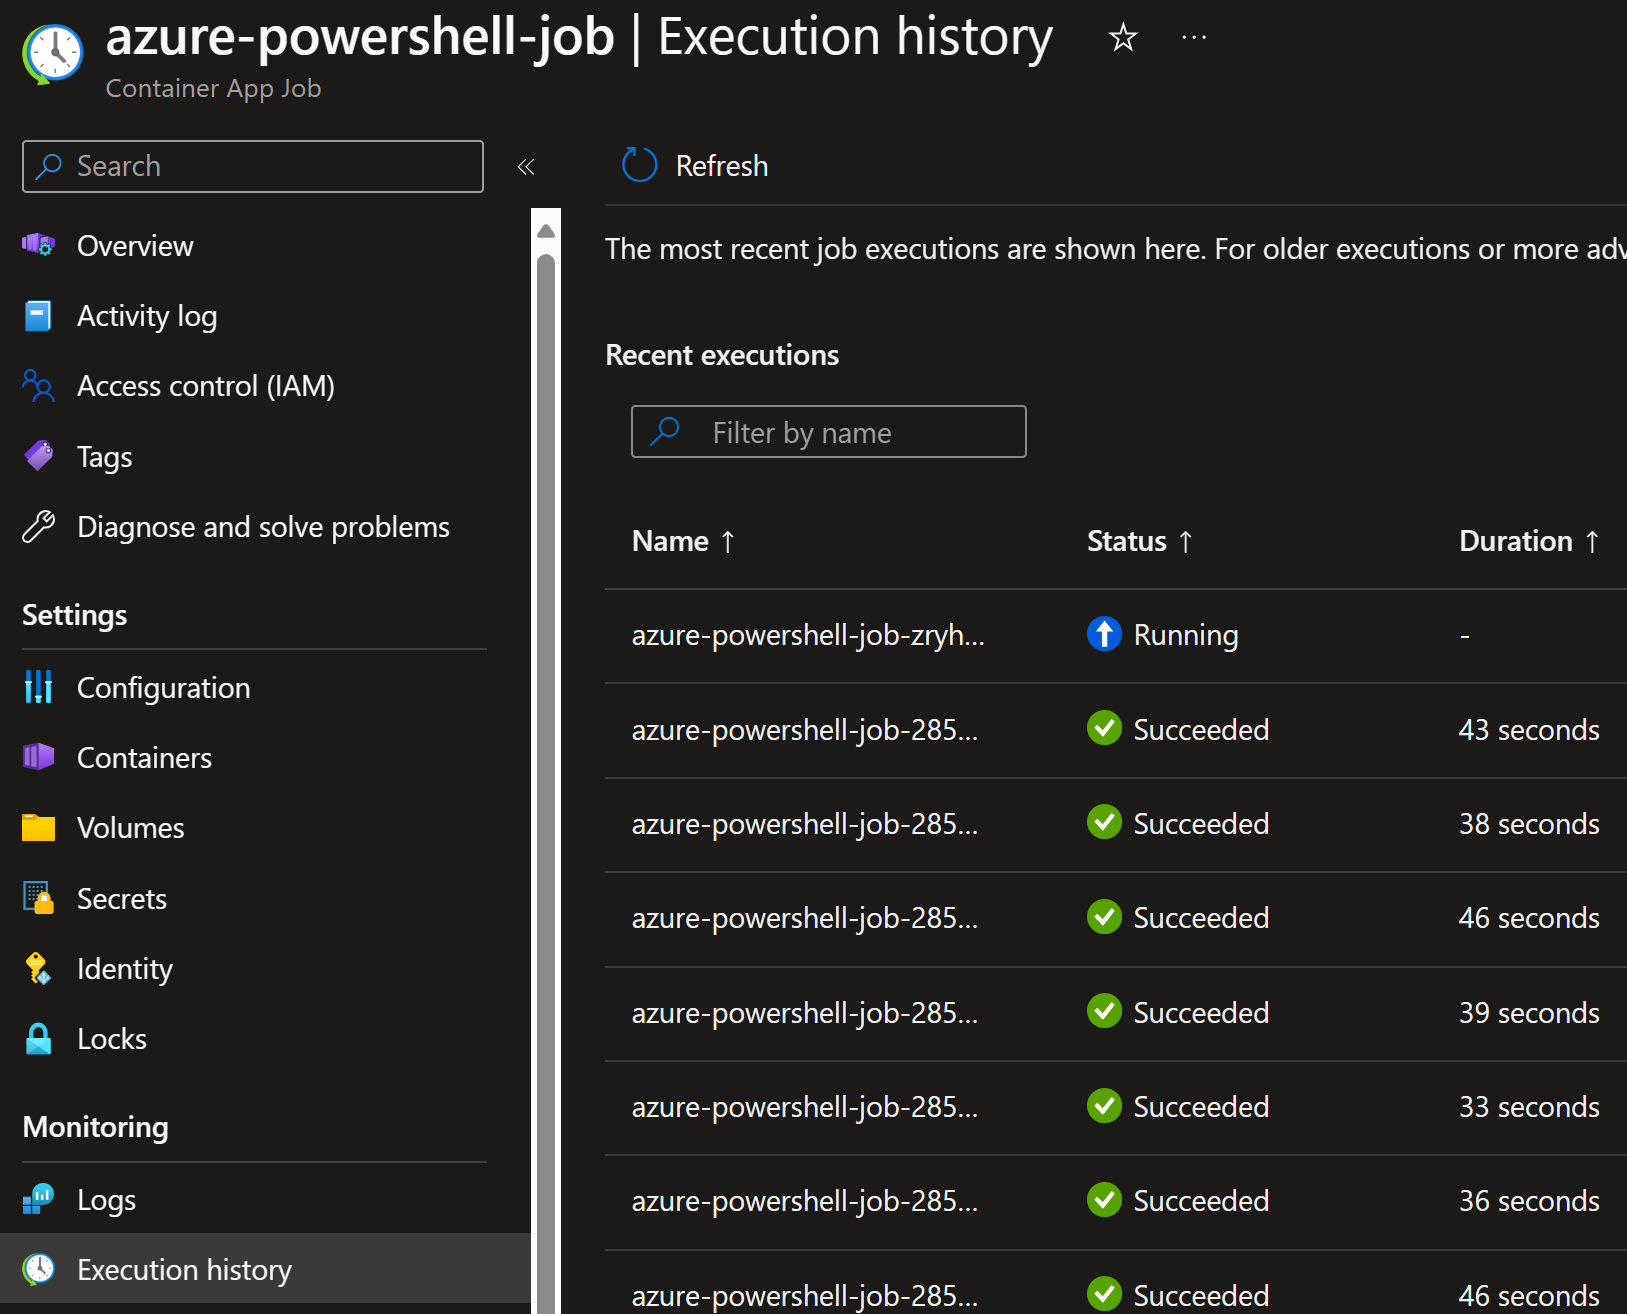 azure-powershell-job | Execution history
Container App Job
Search
Overview
Activity log
Access control (IAM)
Tags
Diagnose and solve problems
Settings
Configuration
Containers
Volumes
Secrets
Identity
Locks
Monitoring
Logs
Execution history
Refresh
The most recent job executions are shown here. For older executions or more adv
Recent executions
Filter by name
Name ↑ Status ↑ Duration ↑
azure-powershell-job-zryh... Running -
azure-powershell-job-285... Succeeded 43 seconds
azure-powershell-job-285... Succeeded 38 seconds
azure-powershell-job-285... Succeeded 46 seconds
azure-powershell-job-285... Succeeded 39 seconds
azure-powershell-job-285... Succeeded 33 seconds
azure-powershell-job-285... Succeeded 36 seconds
azure-powershell-job-285... Succeeded 46 seconds